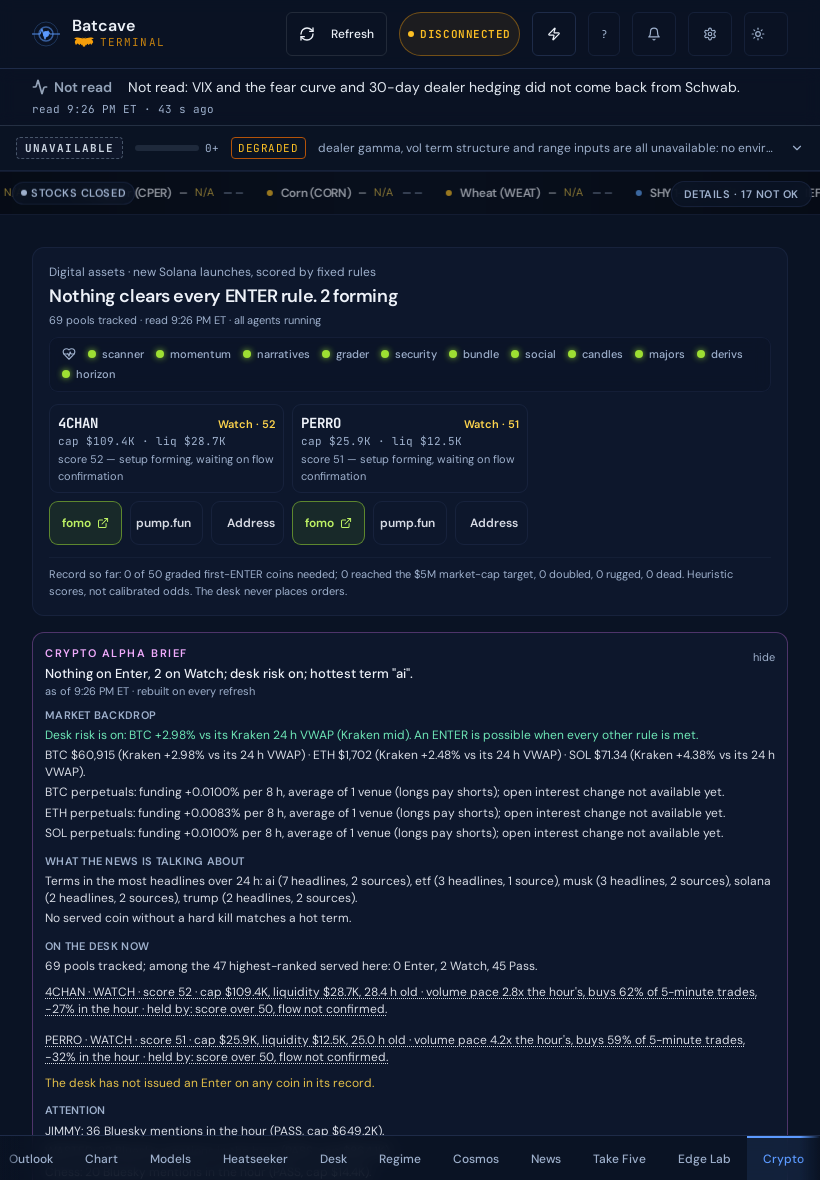 Batcave
TERMINAL
Refresh
DISCONNECTED
?
Not read Not read: VIX and the fear curve and 30-day dealer hedging did not come back from Schwab.
read 9:26 PM ET · 43 s ago
UNAVAILABLE 0+ DEGRADED dealer gamma, vol term structure and range inputs are all unavailable: no envir...
STOCKS CLOSED (CPER) — N/A —— Corn (CORN) — N/A —— Wheat (WEAT) — N/A —— SHY DETAILS · 17 NOT OK
Digital assets · new Solana launches, scored by fixed rules
Nothing clears every ENTER rule. 2 forming
69 pools tracked · read 9:26 PM ET · all agents running
scanner momentum narratives grader security bundle social candles majors derivs
horizon
4CHAN Watch · 52
cap $109.4K · liq $28.7K
score 52 — setup forming, waiting on flow
confirmation
PERRO Watch · 51
cap $25.9K · liq $12.5K
score 51 — setup forming, waiting on flow
confirmation
fomo pump.fun Address fomo pump.fun Address
Record so far: 0 of 50 graded first-ENTER coins needed; 0 reached the $5M market-cap target, 0 doubled, 0 rugged, 0 dead. Heuristic
scores, not calibrated odds. The desk never places orders.
CRYPTO ALPHA BRIEF
hide
Nothing on Enter, 2 on Watch; desk risk on; hottest term "ai".
as of 9:26 PM ET · rebuilt on every refresh
MARKET BACKDROP
Desk risk is on: BTC +2.98% vs its Kraken 24 h VWAP (Kraken mid). An ENTER is possible when every other rule is met.
BTC $60,915 (Kraken +2.98% vs its 24 h VWAP) · ETH $1,702 (Kraken +2.48% vs its 24 h VWAP) · SOL $71.34 (Kraken +4.38% vs its 24 h
VWAP).
BTC perpetuals: funding +0.0100% per 8 h, average of 1 venue (longs pay shorts); open interest change not available yet.
ETH perpetuals: funding +0.0083% per 8 h, average of 1 venue (longs pay shorts); open interest change not available yet.
SOL perpetuals: funding +0.0100% per 8 h, average of 1 venue (longs pay shorts); open interest change not available yet.
WHAT THE NEWS IS TALKING ABOUT
Terms in the most headlines over 24 h: ai (7 headlines, 2 sources), etf (3 headlines, 1 source), musk (3 headlines, 2 sources), solana
(2 headlines, 2 sources), trump (2 headlines, 2 sources).
No served coin without a hard kill matches a hot term.
ON THE DESK NOW
69 pools tracked; among the 47 highest-ranked served here: 0 Enter, 2 Watch, 45 Pass.
4CHAN · WATCH · score 52 · cap $109.4K, liquidity $28.7K, 28.4 h old · volume pace 2.8x the hour's, buys 62% of 5-minute trades,
-27% in the hour · held by: score over 50, flow not confirmed.
PERRO · WATCH · score 51 · cap $25.9K, liquidity $12.5K, 25.0 h old · volume pace 4.2x the hour's, buys 59% of 5-minute trades,
-32% in the hour · held by: score over 50, flow not confirmed.
The desk has not issued an Enter on any coin in its record.
ATTENTION
JIMMY: 36 Bluesky mentions in the hour (PASS, cap $649.2K).
Outlook Chart Models Heatseeker Desk Regime Cosmos News Take Five Edge Lab Crypto